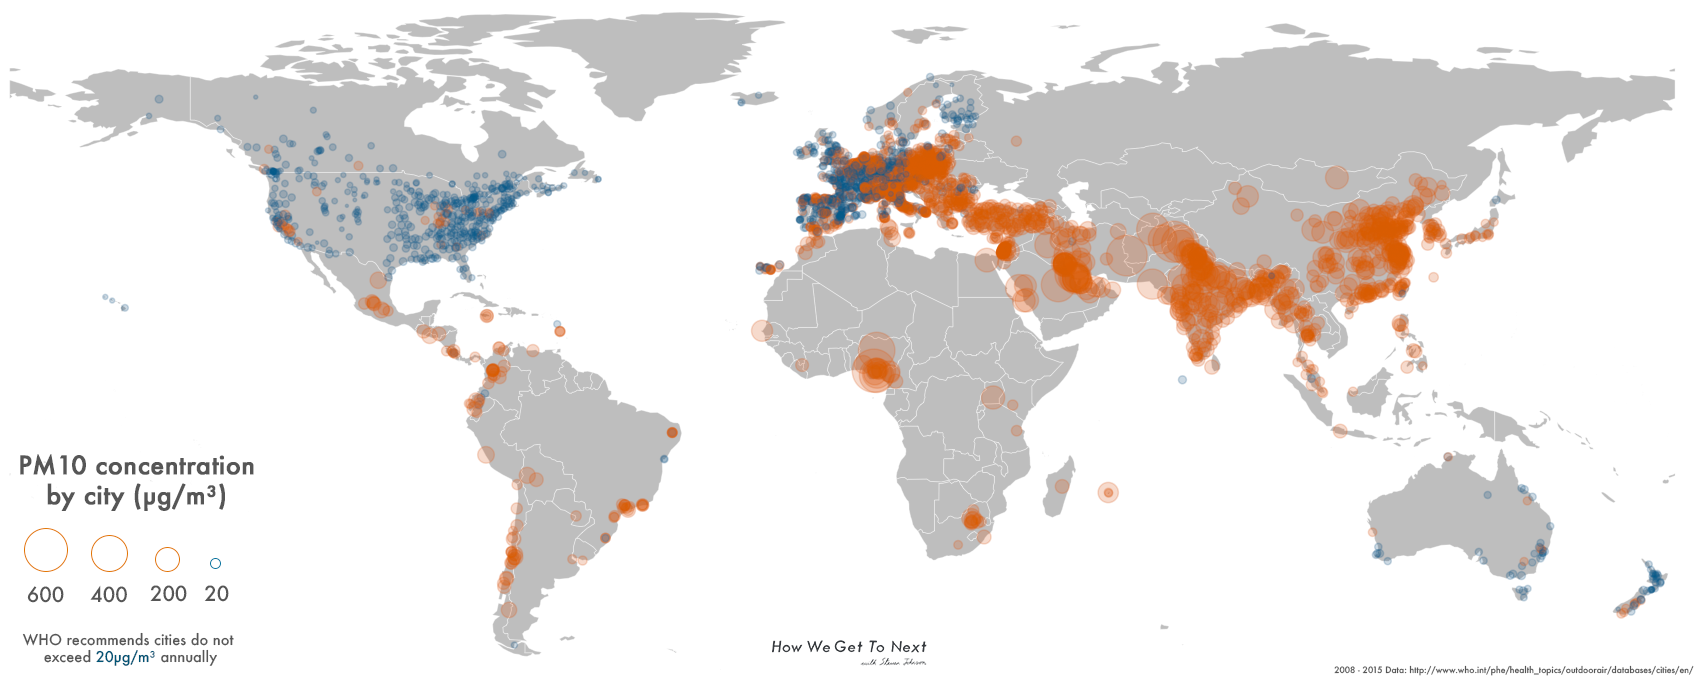 PM10 concentration
by city (µg/m³)
600 400 200 20
WHO recommends cities do not
exceed 20µg/m³ annually
How We Get To Next
with Steven Johnson
2008 - 2015 Data: http://www.who.int/phe/health_topics/outdoorair/databases/cities/en/